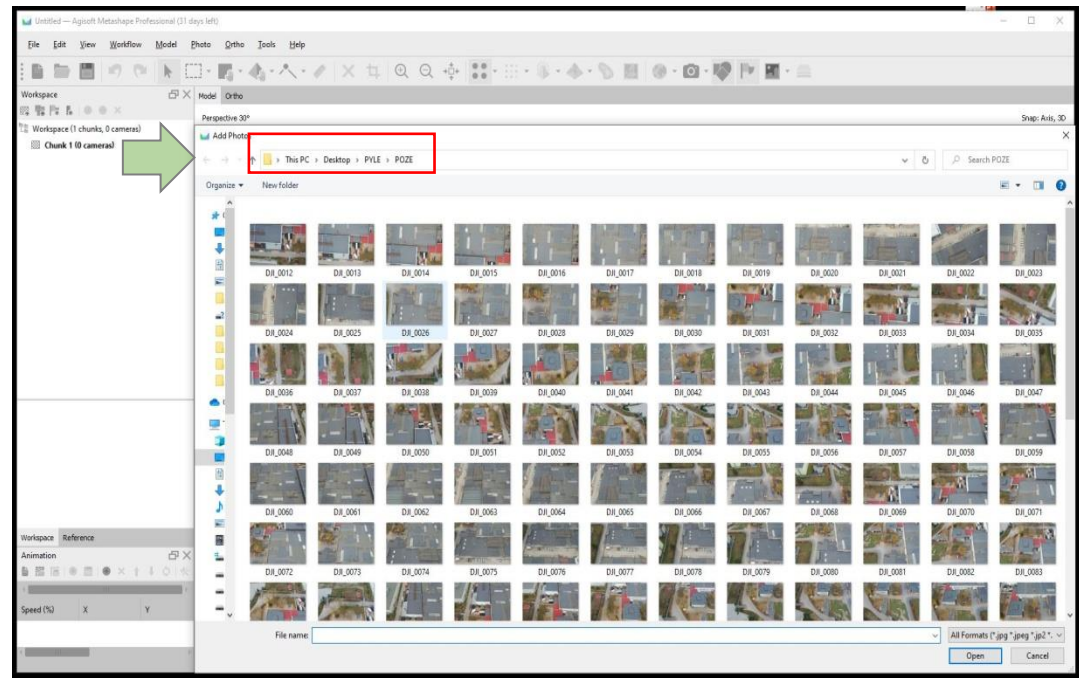 Untitled — Agisoft Metashape Professional (31 days left)
File Edit View Workflow Model Photo Ortho Tools Help
Workspace
Model Ortho
Perspective 30°
Snap: Axis, 3D
Workspace (1 chunks, 0 cameras)
Chunk 1 (0 cameras)
Add Photo
This PC › Desktop › PYLE › POZE
Search POZE
Organize New folder
DJI_0012 DJI_0013 DJI_0014 DJI_0015 DJI_0016 DJI_0017 DJI_0018 DJI_0019 DJI_0020 DJI_0021 DJI_0022 DJI_0023
DJI_0024 DJI_0025 DJI_0026 DJI_0027 DJI_0028 DJI_0029 DJI_0030 DJI_0031 DJI_0032 DJI_0033 DJI_0034 DJI_0035
DJI_0036 DJI_0037 DJI_0038 DJI_0039 DJI_0040 DJI_0041 DJI_0042 DJI_0043 DJI_0044 DJI_0045 DJI_0046 DJI_0047
DJI_0048 DJI_0049 DJI_0050 DJI_0051 DJI_0052 DJI_0053 DJI_0054 DJI_0055 DJI_0056 DJI_0057 DJI_0058 DJI_0059
DJI_0060 DJI_0061 DJI_0062 DJI_0063 DJI_0064 DJI_0065 DJI_0066 DJI_0067 DJI_0068 DJI_0069 DJI_0070 DJI_0071
DJI_0072 DJI_0073 DJI_0074 DJI_0075 DJI_0076 DJI_0077 DJI_0078 DJI_0079 DJI_0080 DJI_0081 DJI_0082 DJI_0083
Workspace Reference
Animation
Speed (%) X Y
File name:
All Formats (*.jpg *.jpeg *.jp2 *.
Open Cancel